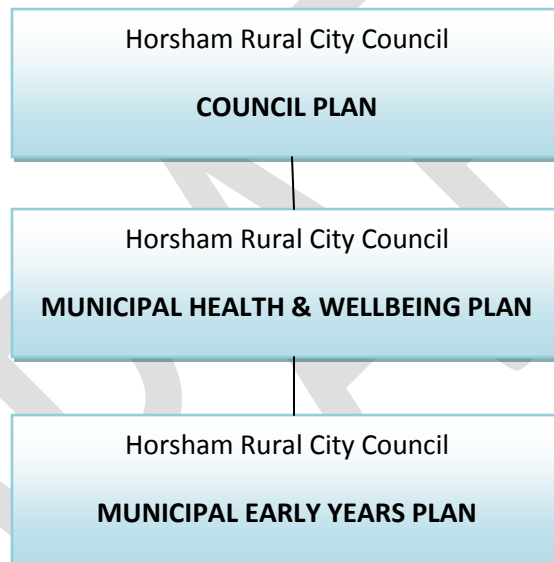 Horsham Rural City Council
COUNCIL PLAN
Horsham Rural City Council
MUNICIPAL HEALTH & WELLBEING PLAN
Horsham Rural City Council
MUNICIPAL EARLY YEARS PLAN